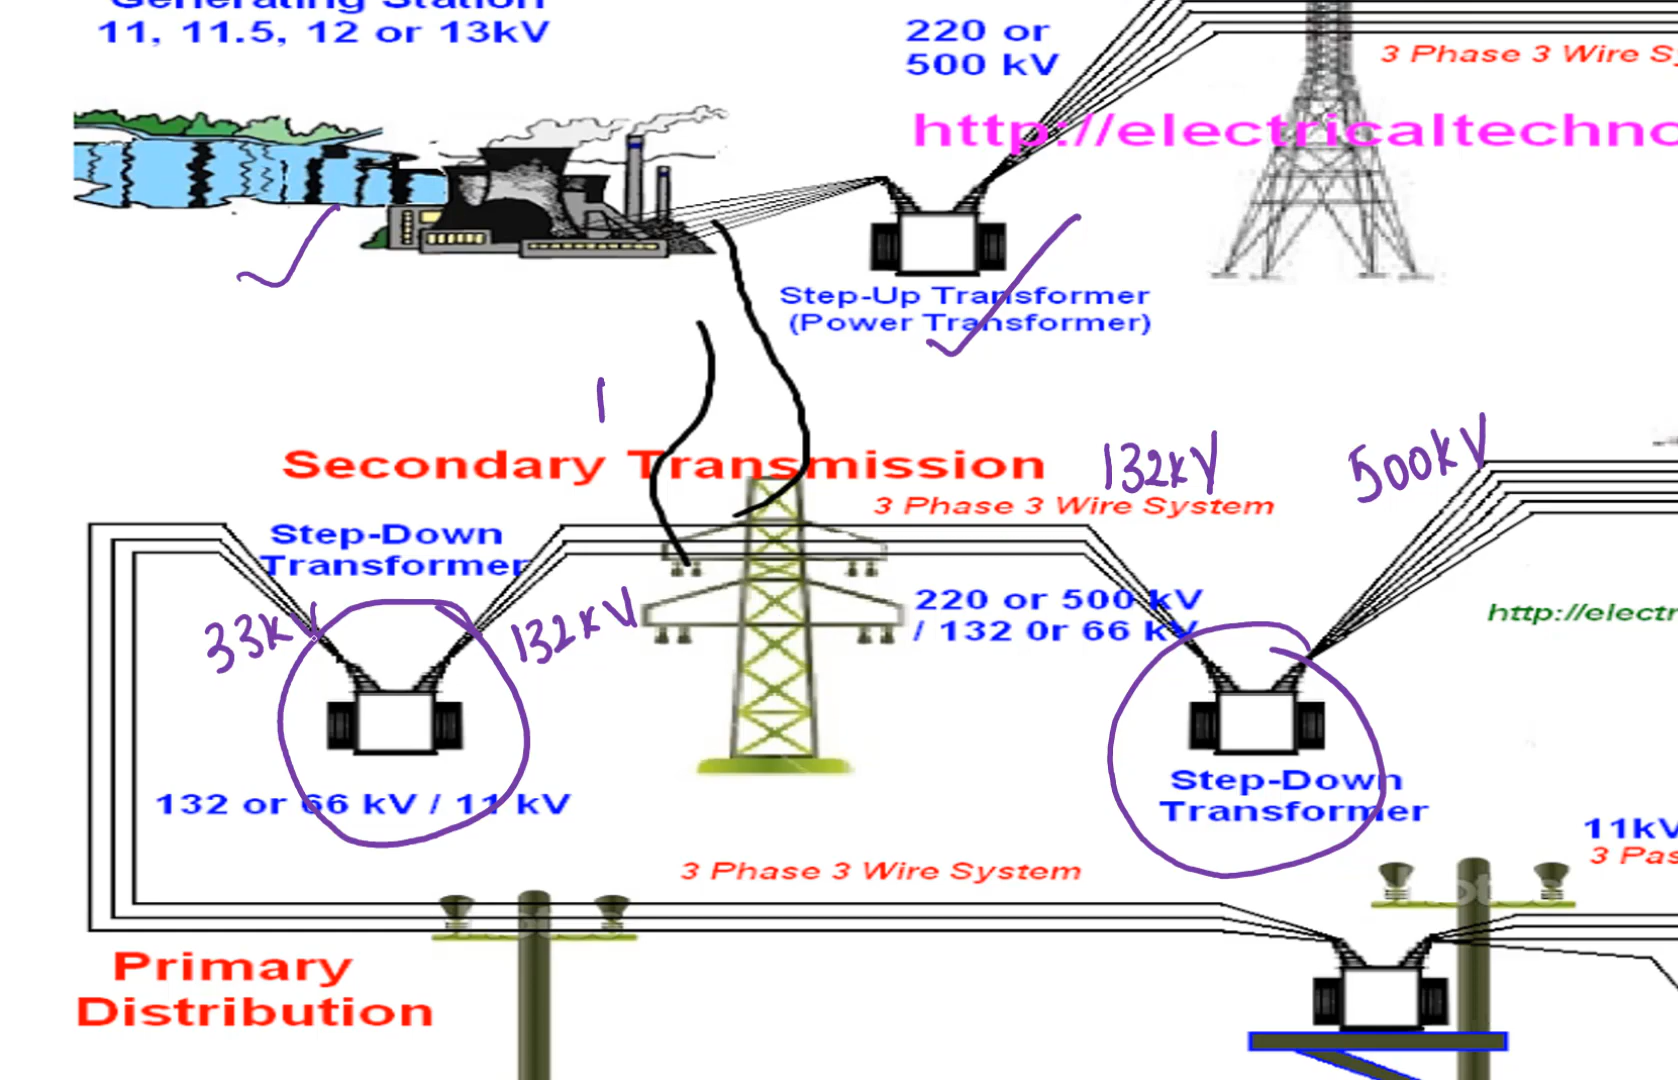 Generating Station
11, 11.5, 12 or 13kV
220 or
500 kV
3 Phase 3 Wire S
http://electricaltechno
Step-Up Transformer
(Power Transformer)
Secondary Transmission
132kV
500kV
3 Phase 3 Wire System
Step-Down
Transformer
33kV
132kV
220 or 500 kV
/ 132 0r 66 kV
http://electr
Step-Down
Transformer
132 or 66 kV / 11 kV
11kV
3 Pas
3 Phase 3 Wire System
Primary
Distribution